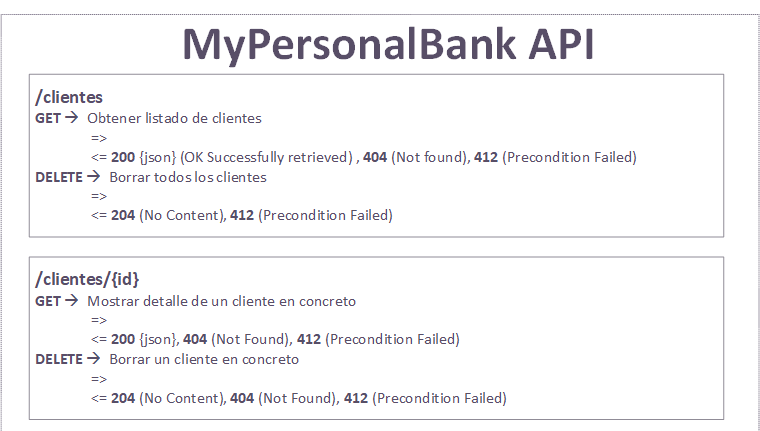 MyPersonalBank API
/clientes
GET → Obtener listado de clientes
=>
<= 200 {json} (OK Successfully retrieved) , 404 (Not found), 412 (Precondition Failed)
DELETE → Borrar todos los clientes
=>
<= 204 (No Content), 412 (Precondition Failed)
/clientes/{id}
GET → Mostrar detalle de un cliente en concreto
=>
<= 200 {json}, 404 (Not Found), 412 (Precondition Failed)
DELETE → Borrar un cliente en concreto
=>
<= 204 (No Content), 404 (Not Found), 412 (Precondition Failed)